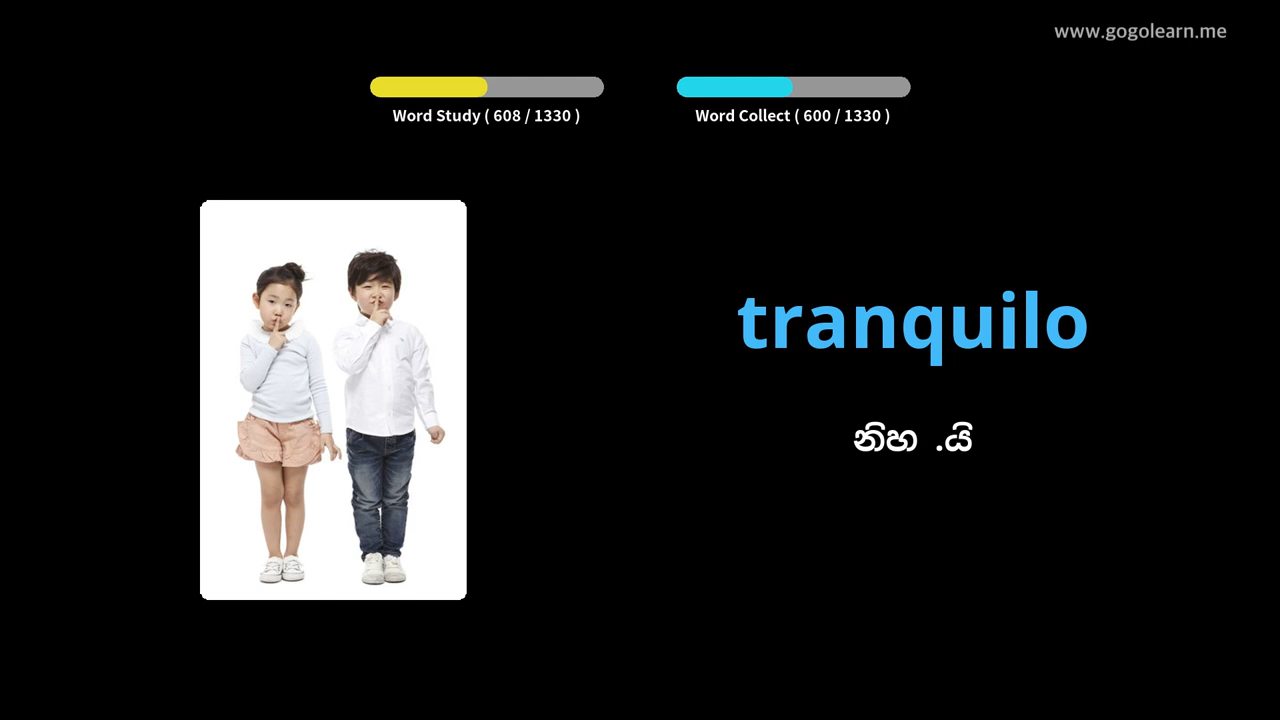 www.gogolearn.me
Word Study ( 608 / 1330 )
Word Collect ( 600 / 1330 )
tranquilo
නිහ .යි